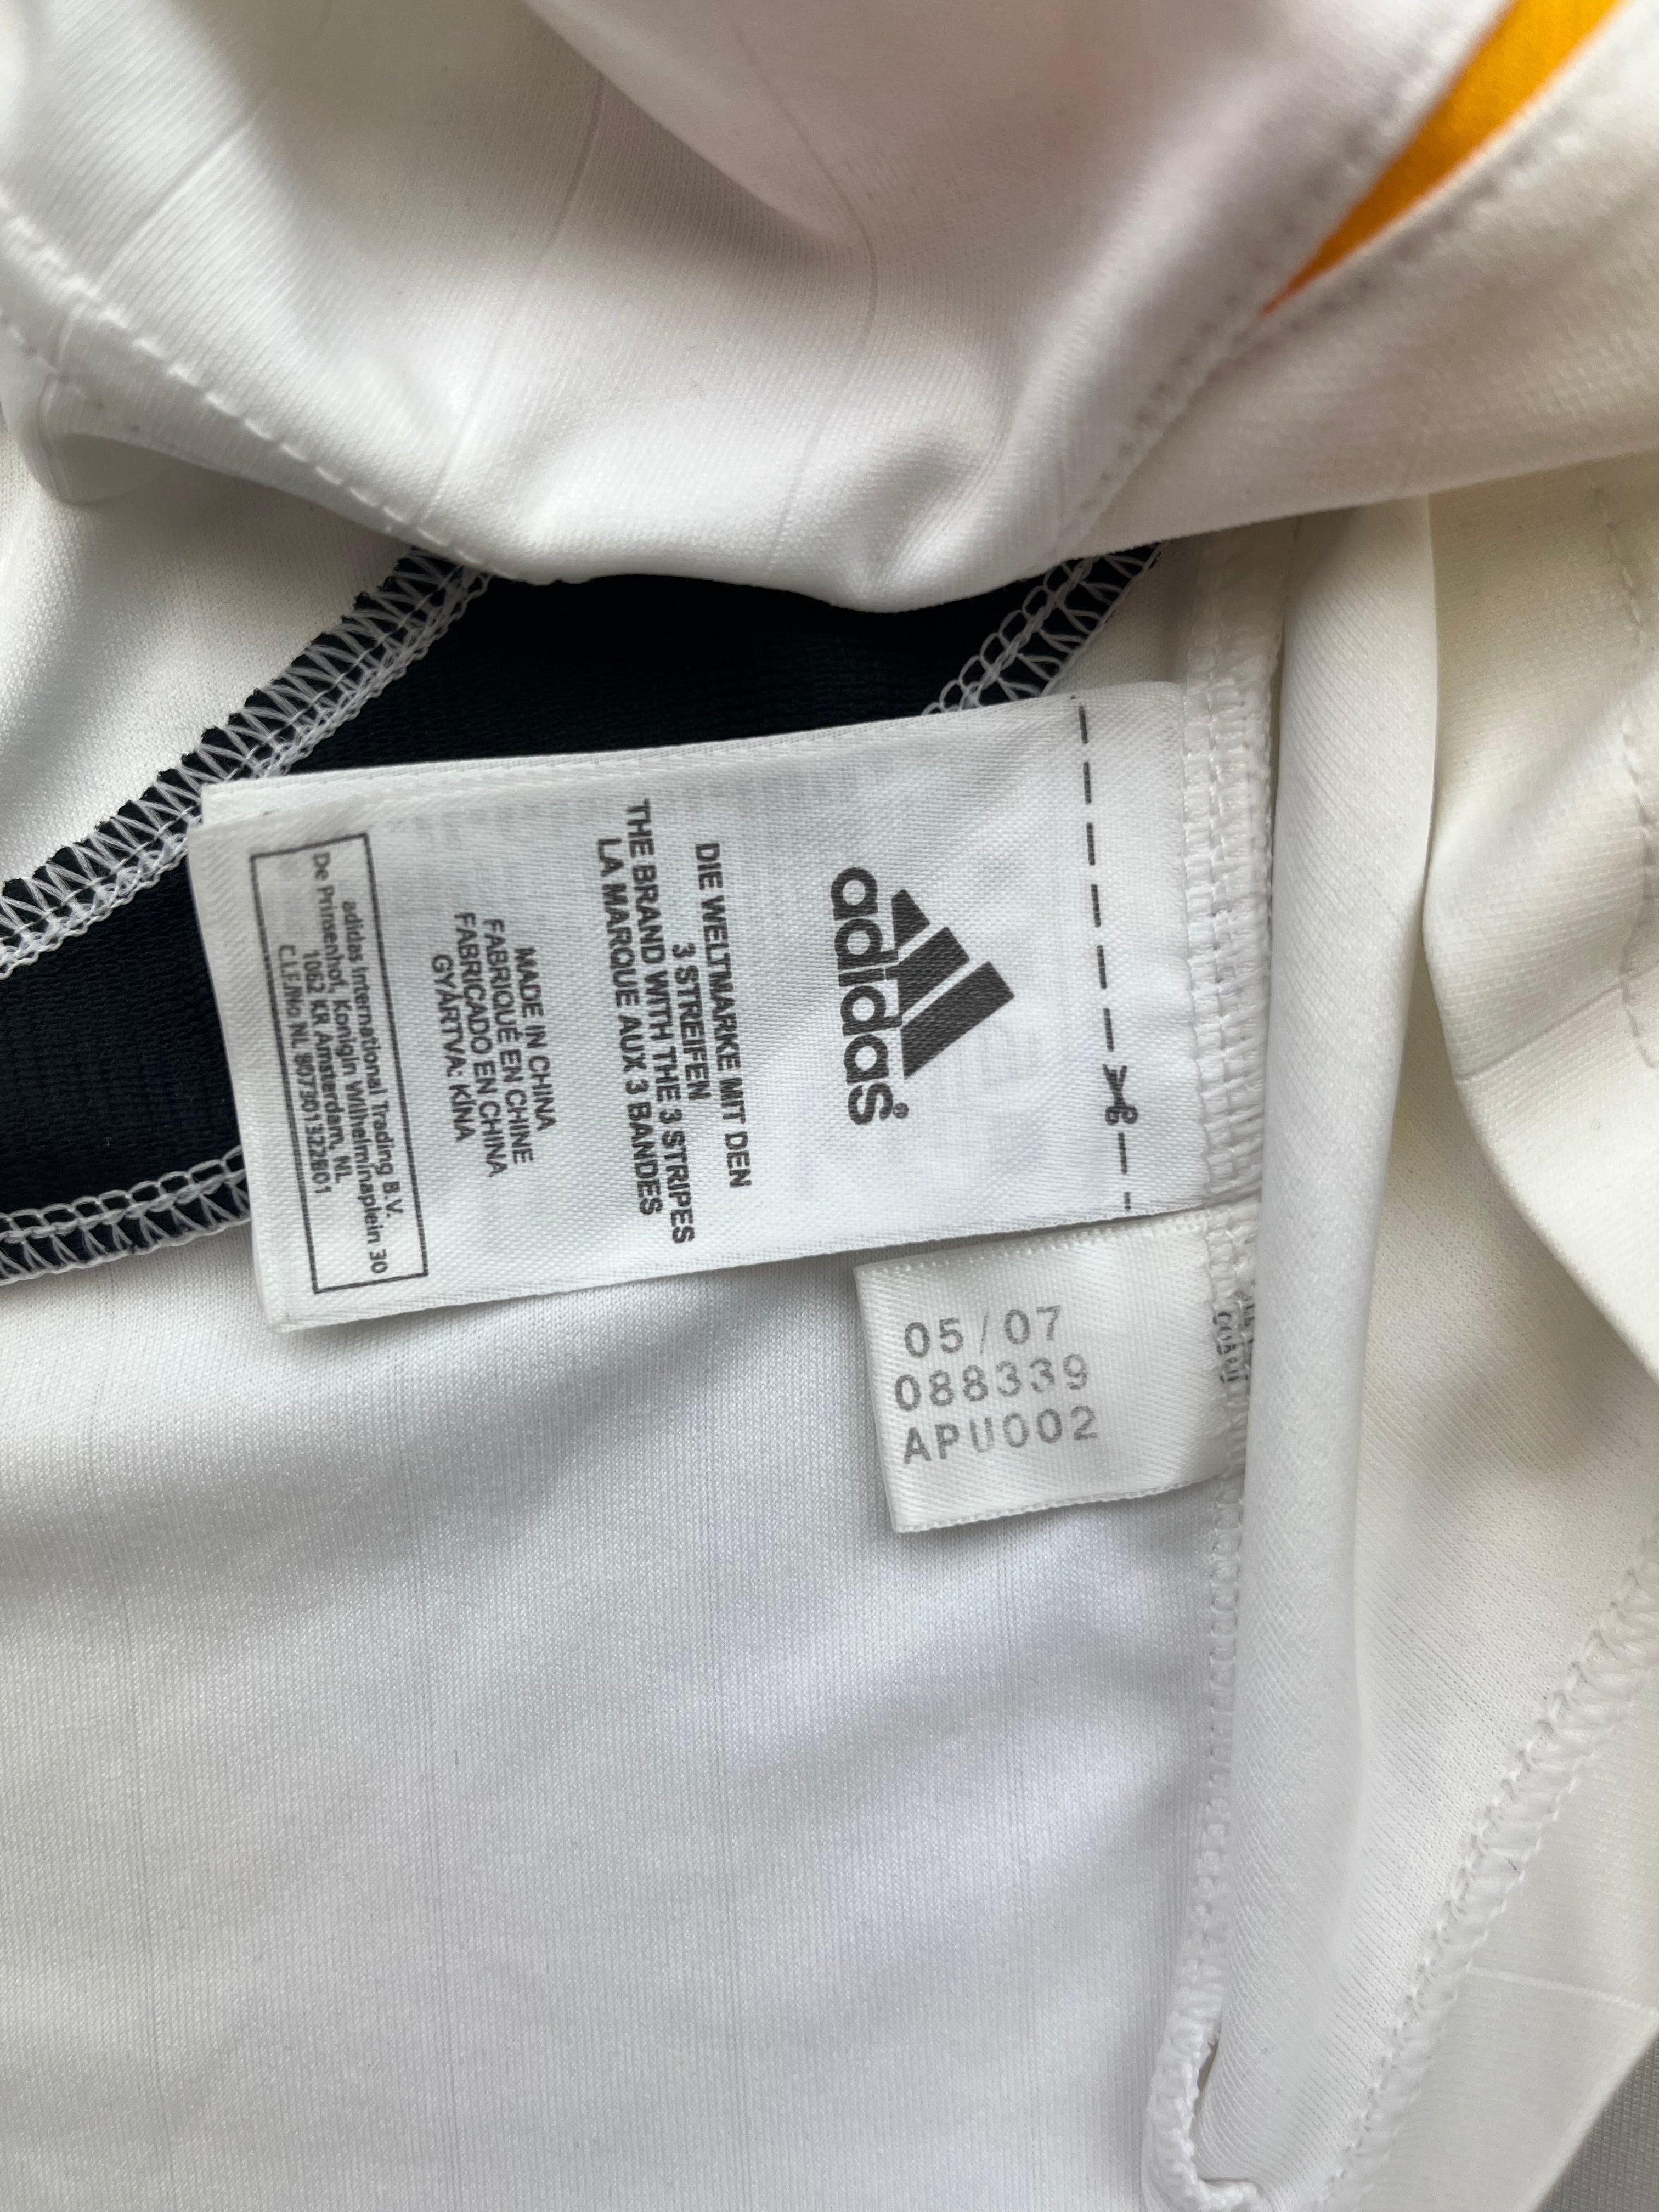 adidas®
DIE WELTMARKE MIT DEN
3 STREIFEN
THE BRAND WITH THE 3 STRIPES
LA MARQUE AUX 3 BANDES
MADE IN CHINA
FABRIQUÉ EN CHINE
FABRICADO EN CHINA
GYÁRTVA: KÍNA
adidas International Trading B.V.
De Prinsenhof, Konigin Wilhelminaplein 30
1062 KR Amsterdam, NL
C.I.F./No NL 807301322B01
05/07
088339
APU002